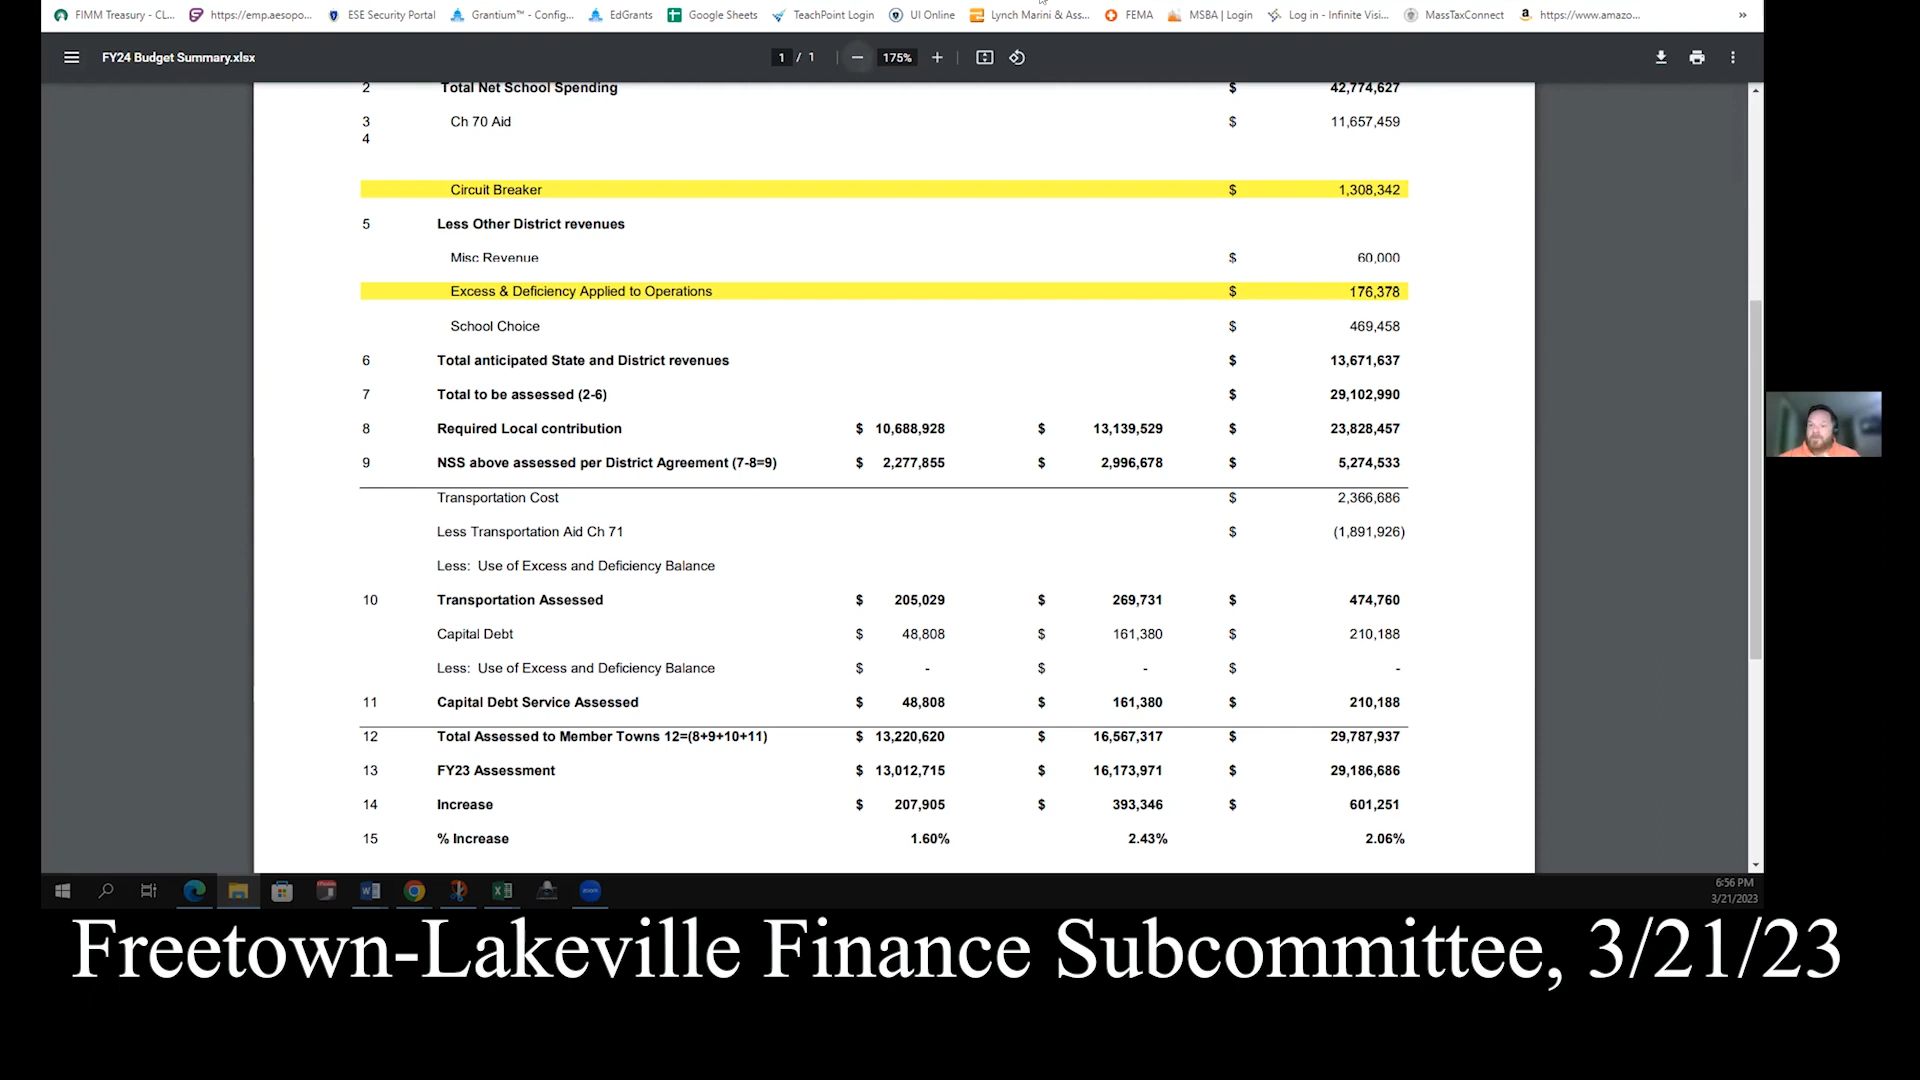 FIMM Treasury - CL... https://emp.aesopo... ESE Security Portal Grantium™ - Config... EdGrants Google Sheets TeachPoint Login UI Online Lynch Marini & Ass... FEMA MSBA | Login Log in - Infinite Visi... MassTaxConnect https://www.amazo... »
FY24 Budget Summary.xlsx 1 / 1 175%
2 Total Net School Spending $ 42,774,627
3 Ch 70 Aid $ 11,657,459
4
Circuit Breaker $ 1,308,342
5 Less Other District revenues
Misc Revenue $ 60,000
Excess & Deficiency Applied to Operations $ 176,378
School Choice $ 469,458
6 Total anticipated State and District revenues $ 13,671,637
7 Total to be assessed (2-6) $ 29,102,990
8 Required Local contribution $ 10,688,928 $ 13,139,529 $ 23,828,457
9 NSS above assessed per District Agreement (7-8=9) $ 2,277,855 $ 2,996,678 $ 5,274,533
Transportation Cost $ 2,366,686
Less Transportation Aid Ch 71 $ (1,891,926)
Less: Use of Excess and Deficiency Balance
10 Transportation Assessed $ 205,029 $ 269,731 $ 474,760
Capital Debt $ 48,808 $ 161,380 $ 210,188
Less: Use of Excess and Deficiency Balance $ - $ - $ -
11 Capital Debt Service Assessed $ 48,808 $ 161,380 $ 210,188
12 Total Assessed to Member Towns 12=(8+9+10+11) $ 13,220,620 $ 16,567,317 $ 29,787,937
13 FY23 Assessment $ 13,012,715 $ 16,173,971 $ 29,186,686
14 Increase $ 207,905 $ 393,346 $ 601,251
15 % Increase 1.60% 2.43% 2.06%
6:56 PM
3/21/2023
Freetown-Lakeville Finance Subcommittee, 3/21/23